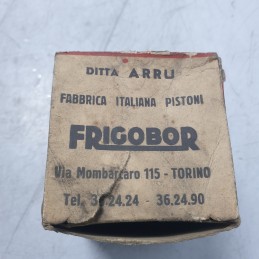 DITTA ARRU
FABBRICA ITALIANA PISTONI
FRIGOBOR
Via Mombarcaro 115 - TORINO
Tel. 36.24.24 - 36.24.90